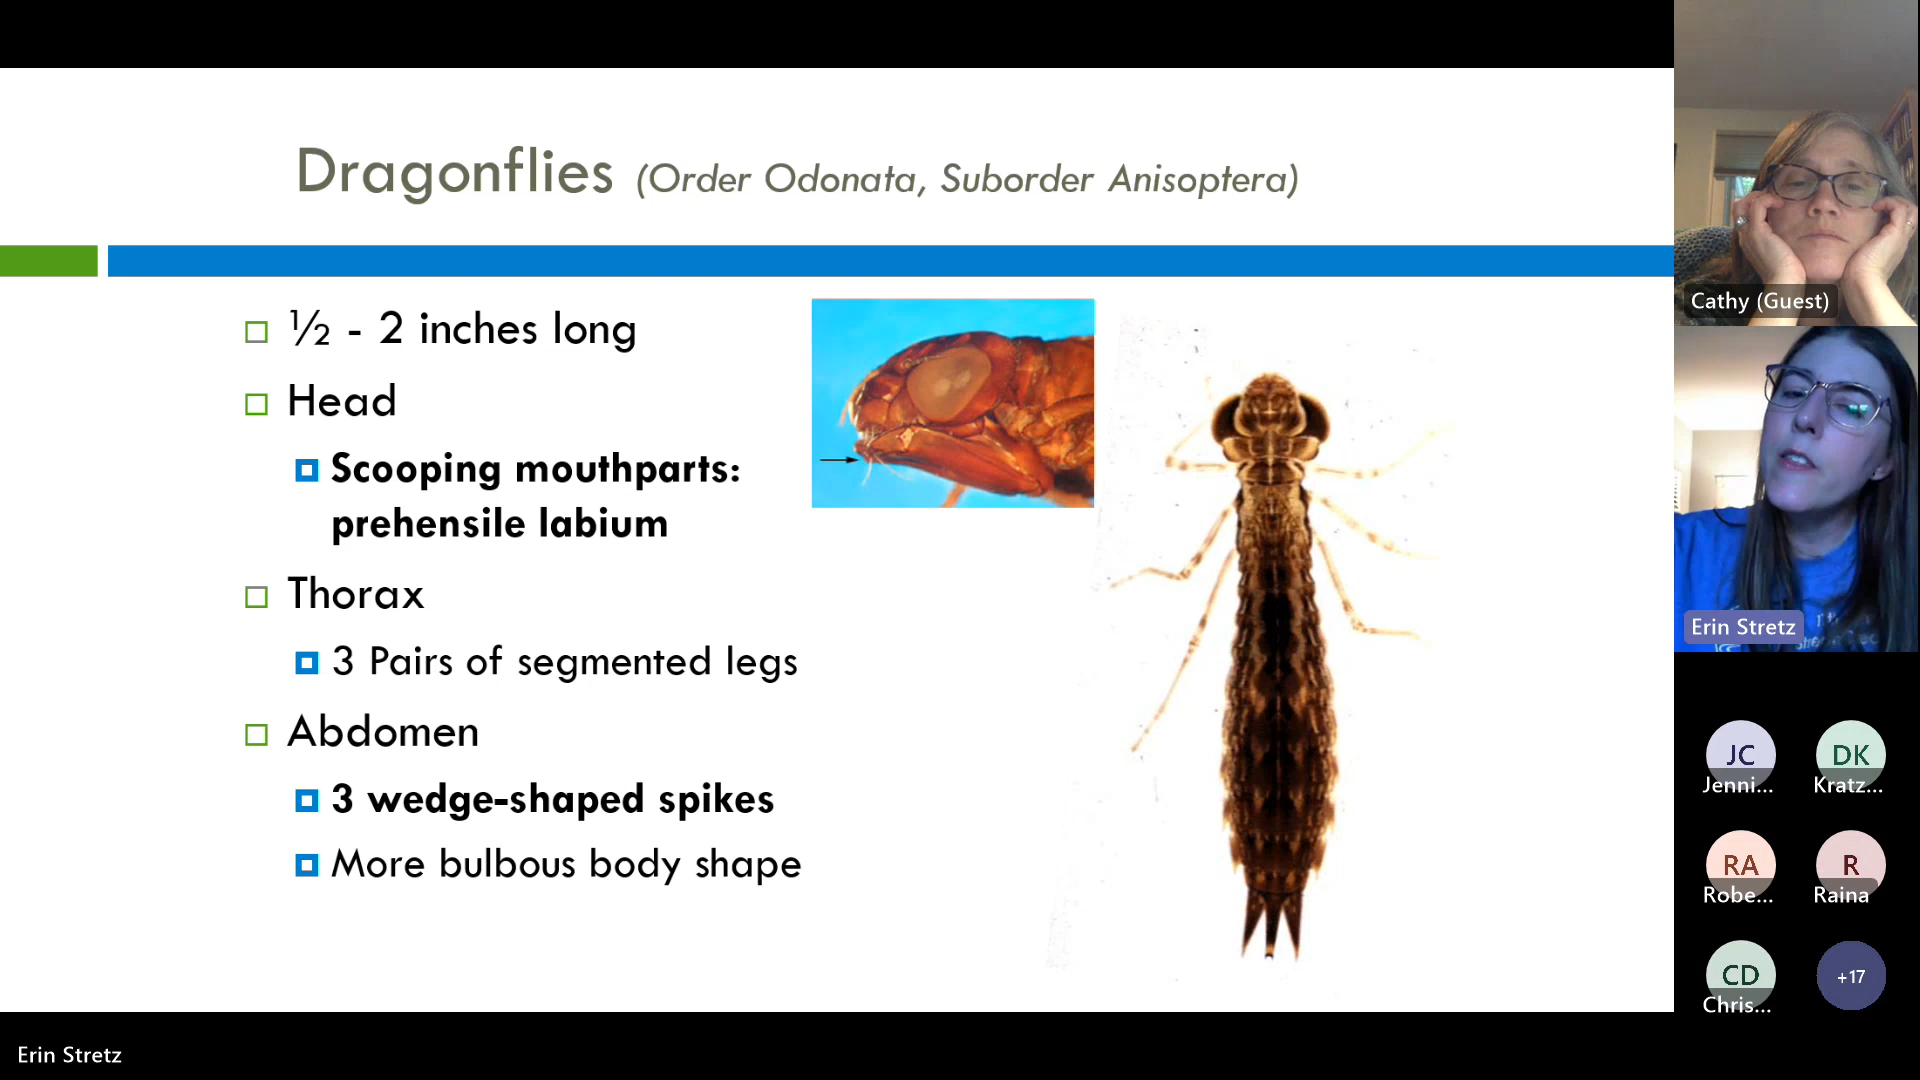 Dragonflies (Order Odonata, Suborder Anisoptera)
½ - 2 inches long
Head
Scooping mouthparts:
prehensile labium
Thorax
3 Pairs of segmented legs
Abdomen
3 wedge-shaped spikes
More bulbous body shape
Cathy (Guest)
Erin Stretz
JC
Jenni...
DK
Kratz...
RA
Robe...
R
Raina
CD
Chris...
+17
Erin Stretz